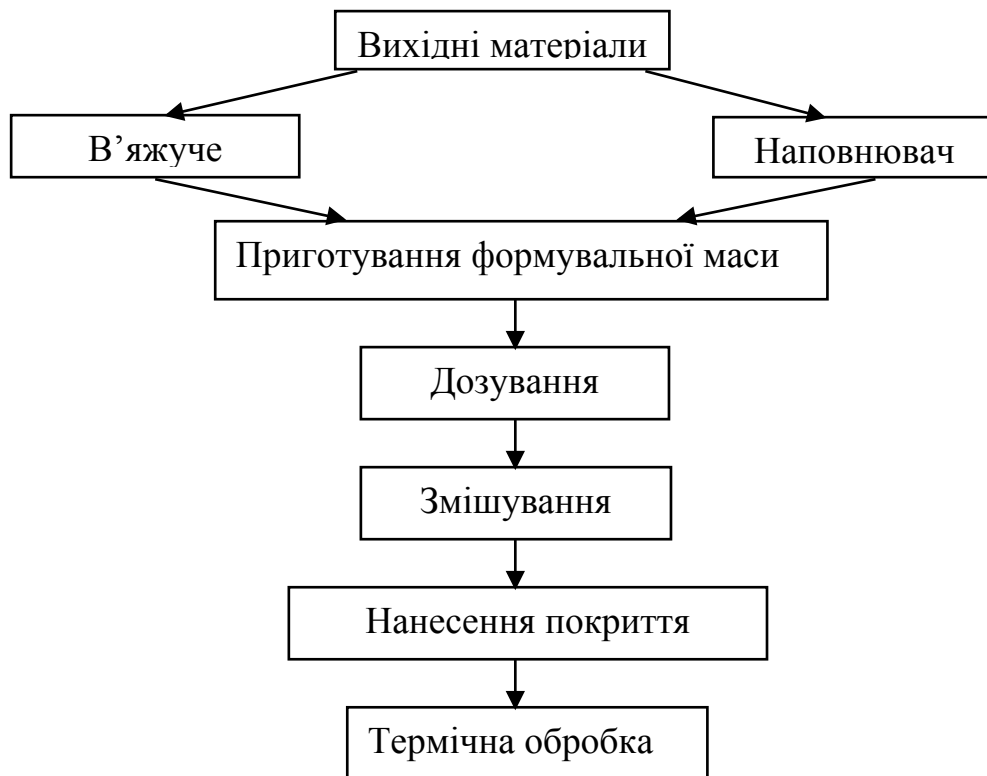 Вихідні матеріали
В’яжуче
Наповнювач
Приготування формувальної маси
Дозування
Змішування
Нанесення покриття
Термічна обробка